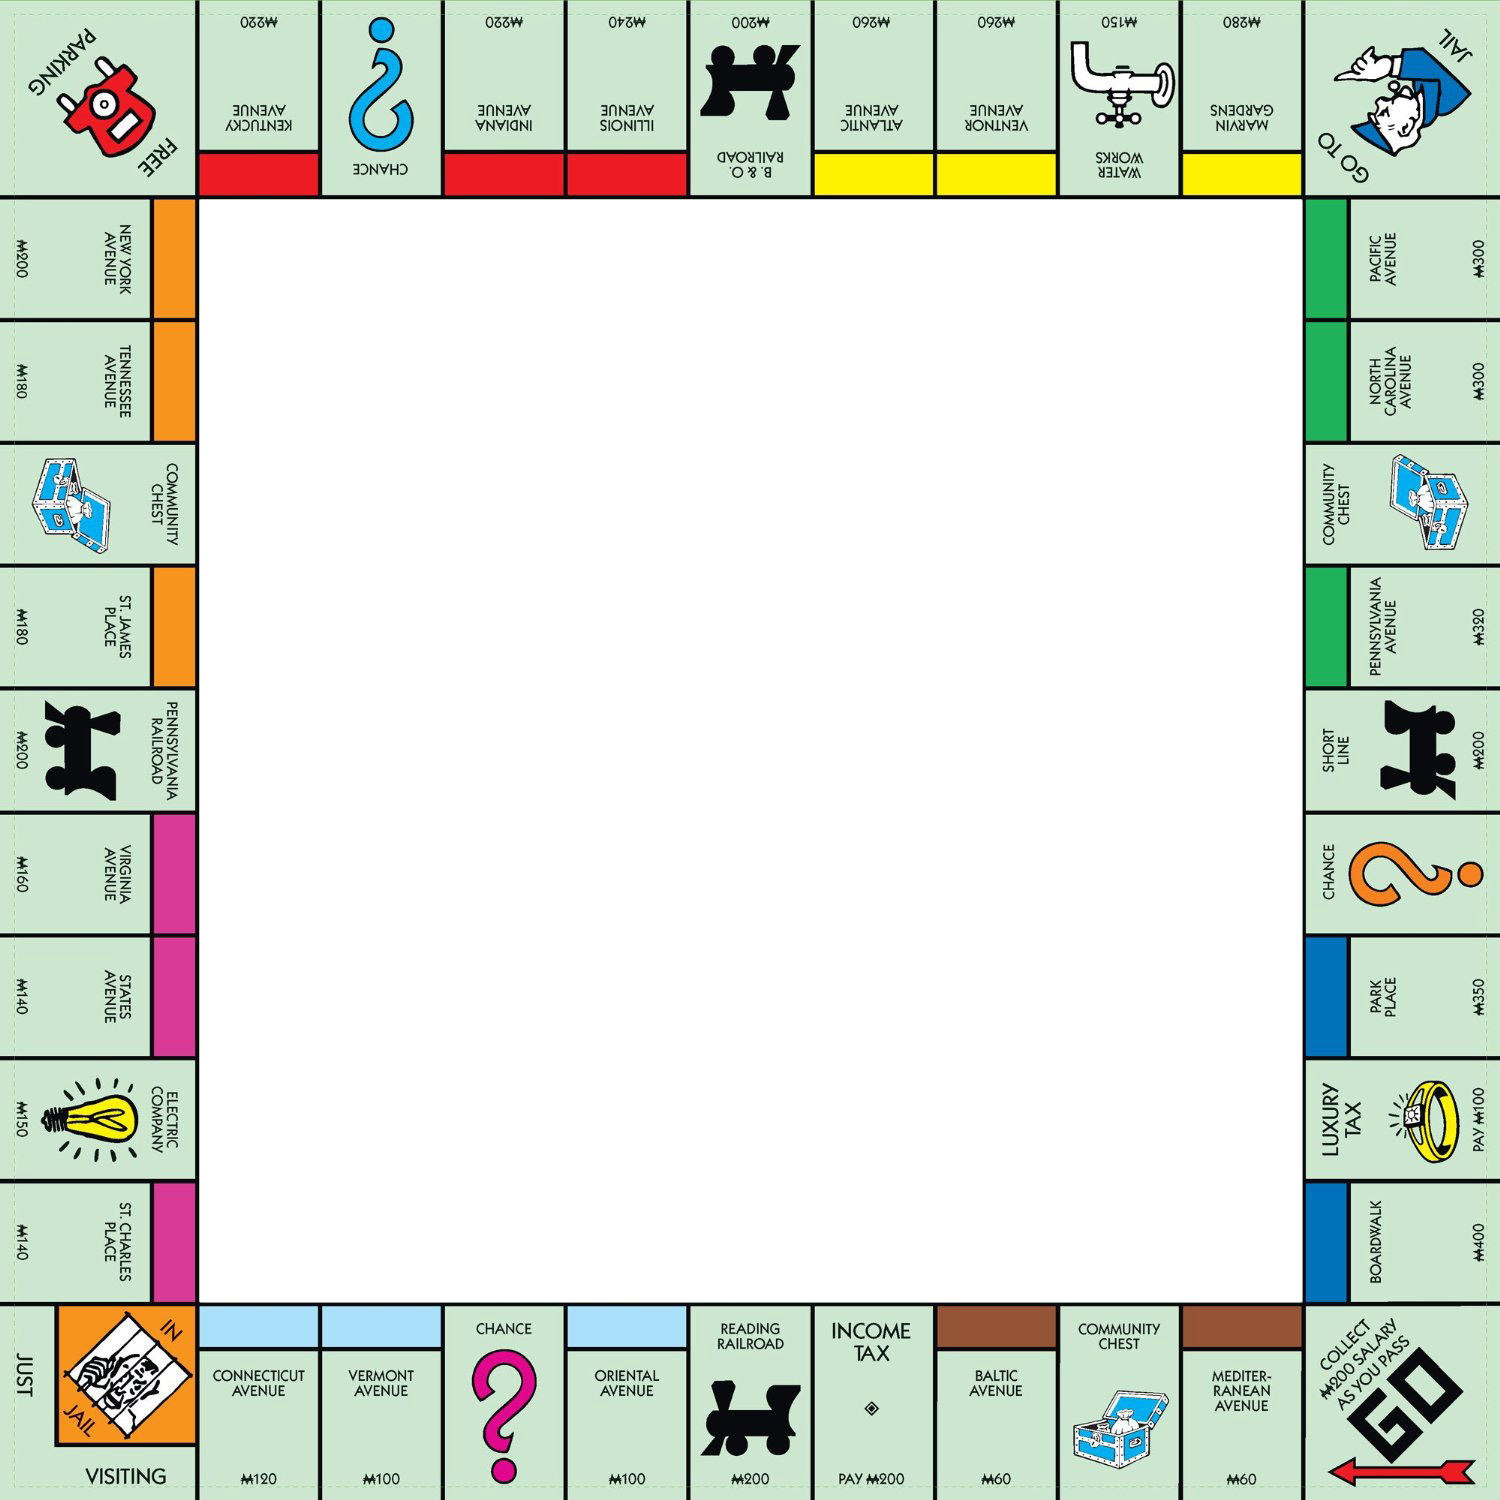 FREE
PARKING
₩220
KENTUCKY
AVENUE
CHANCE
₩220
INDIANA
AVENUE
₩240
ILLINOIS
AVENUE
₩200
B. & O.
RAILROAD
₩260
ATLANTIC
AVENUE
₩260
VENTNOR
AVENUE
₩150
WATER
WORKS
₩280
MARVIN
GARDENS
GO TO
JAIL
PACIFIC
AVENUE
₩300
NORTH
CAROLINA
AVENUE
₩300
COMMUNITY
CHEST
PENNSYLVANIA
AVENUE
₩320
SHORT
LINE
₩200
CHANCE
PARK
PLACE
₩350
LUXURY
TAX
PAY ₩100
BOARDWALK
₩400
COLLECT
₩200 SALARY
AS YOU PASS
GO
MEDITER-
RANEAN
AVENUE
₩60
COMMUNITY
CHEST
BALTIC
AVENUE
₩60
INCOME
TAX
PAY ₩200
READING
RAILROAD
₩200
ORIENTAL
AVENUE
₩100
CHANCE
VERMONT
AVENUE
₩100
CONNECTICUT
AVENUE
₩120
IN
JAIL
JUST
VISITING
ST. CHARLES
PLACE
₩140
ELECTRIC
COMPANY
₩150
STATES
AVENUE
₩140
VIRGINIA
AVENUE
₩160
PENNSYLVANIA
RAILROAD
₩200
ST. JAMES
PLACE
₩180
COMMUNITY
CHEST
TENNESSEE
AVENUE
₩180
NEW YORK
AVENUE
₩200